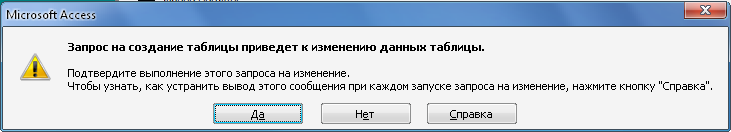 Microsoft Access
Запрос на создание таблицы приведет к изменению данных таблицы.
Подтвердите выполнение этого запроса на изменение.
Чтобы узнать, как устранить вывод этого сообщения при каждом запуске запроса на изменение, нажмите кнопку "Справка".
Да Нет Справка